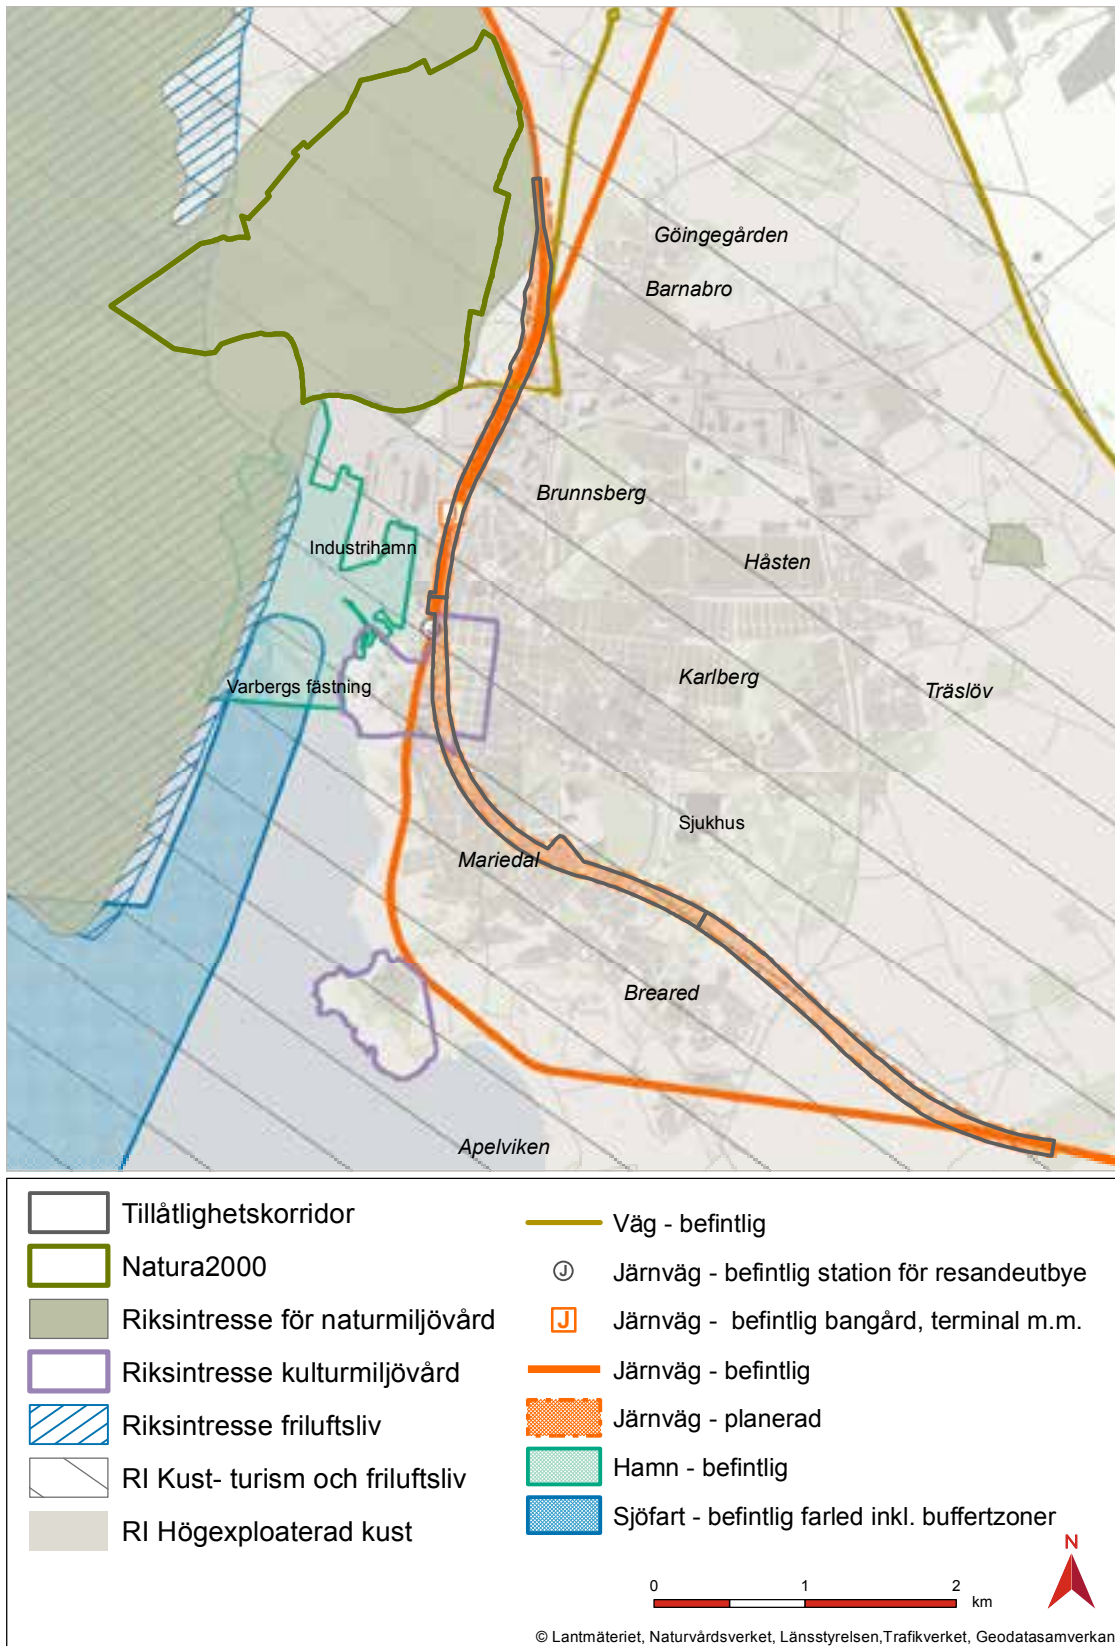 Göingegården
Barnabro
Brunnsberg
Industrihamn
Håsten
Karlberg
Träslöv
Varbergs fästning
Sjukhus
Mariedal
Breared
Apelviken
Tillåtlighetskorridor
Natura2000
Riksintresse för naturmiljövård
Riksintresse kulturmiljövård
Riksintresse friluftsliv
RI Kust- turism och friluftsliv
RI Högexploaterad kust
Väg - befintlig
J Järnväg - befintlig station för resandeutbye
J Järnväg - befintlig bangård, terminal m.m.
Järnväg - befintlig
Järnväg - planerad
Hamn - befintlig
Sjöfart - befintlig farled inkl. buffertzoner
N
0 1 2
km
© Lantmäteriet, Naturvårdsverket, Länsstyrelsen,Trafikverket, Geodatasamverkan